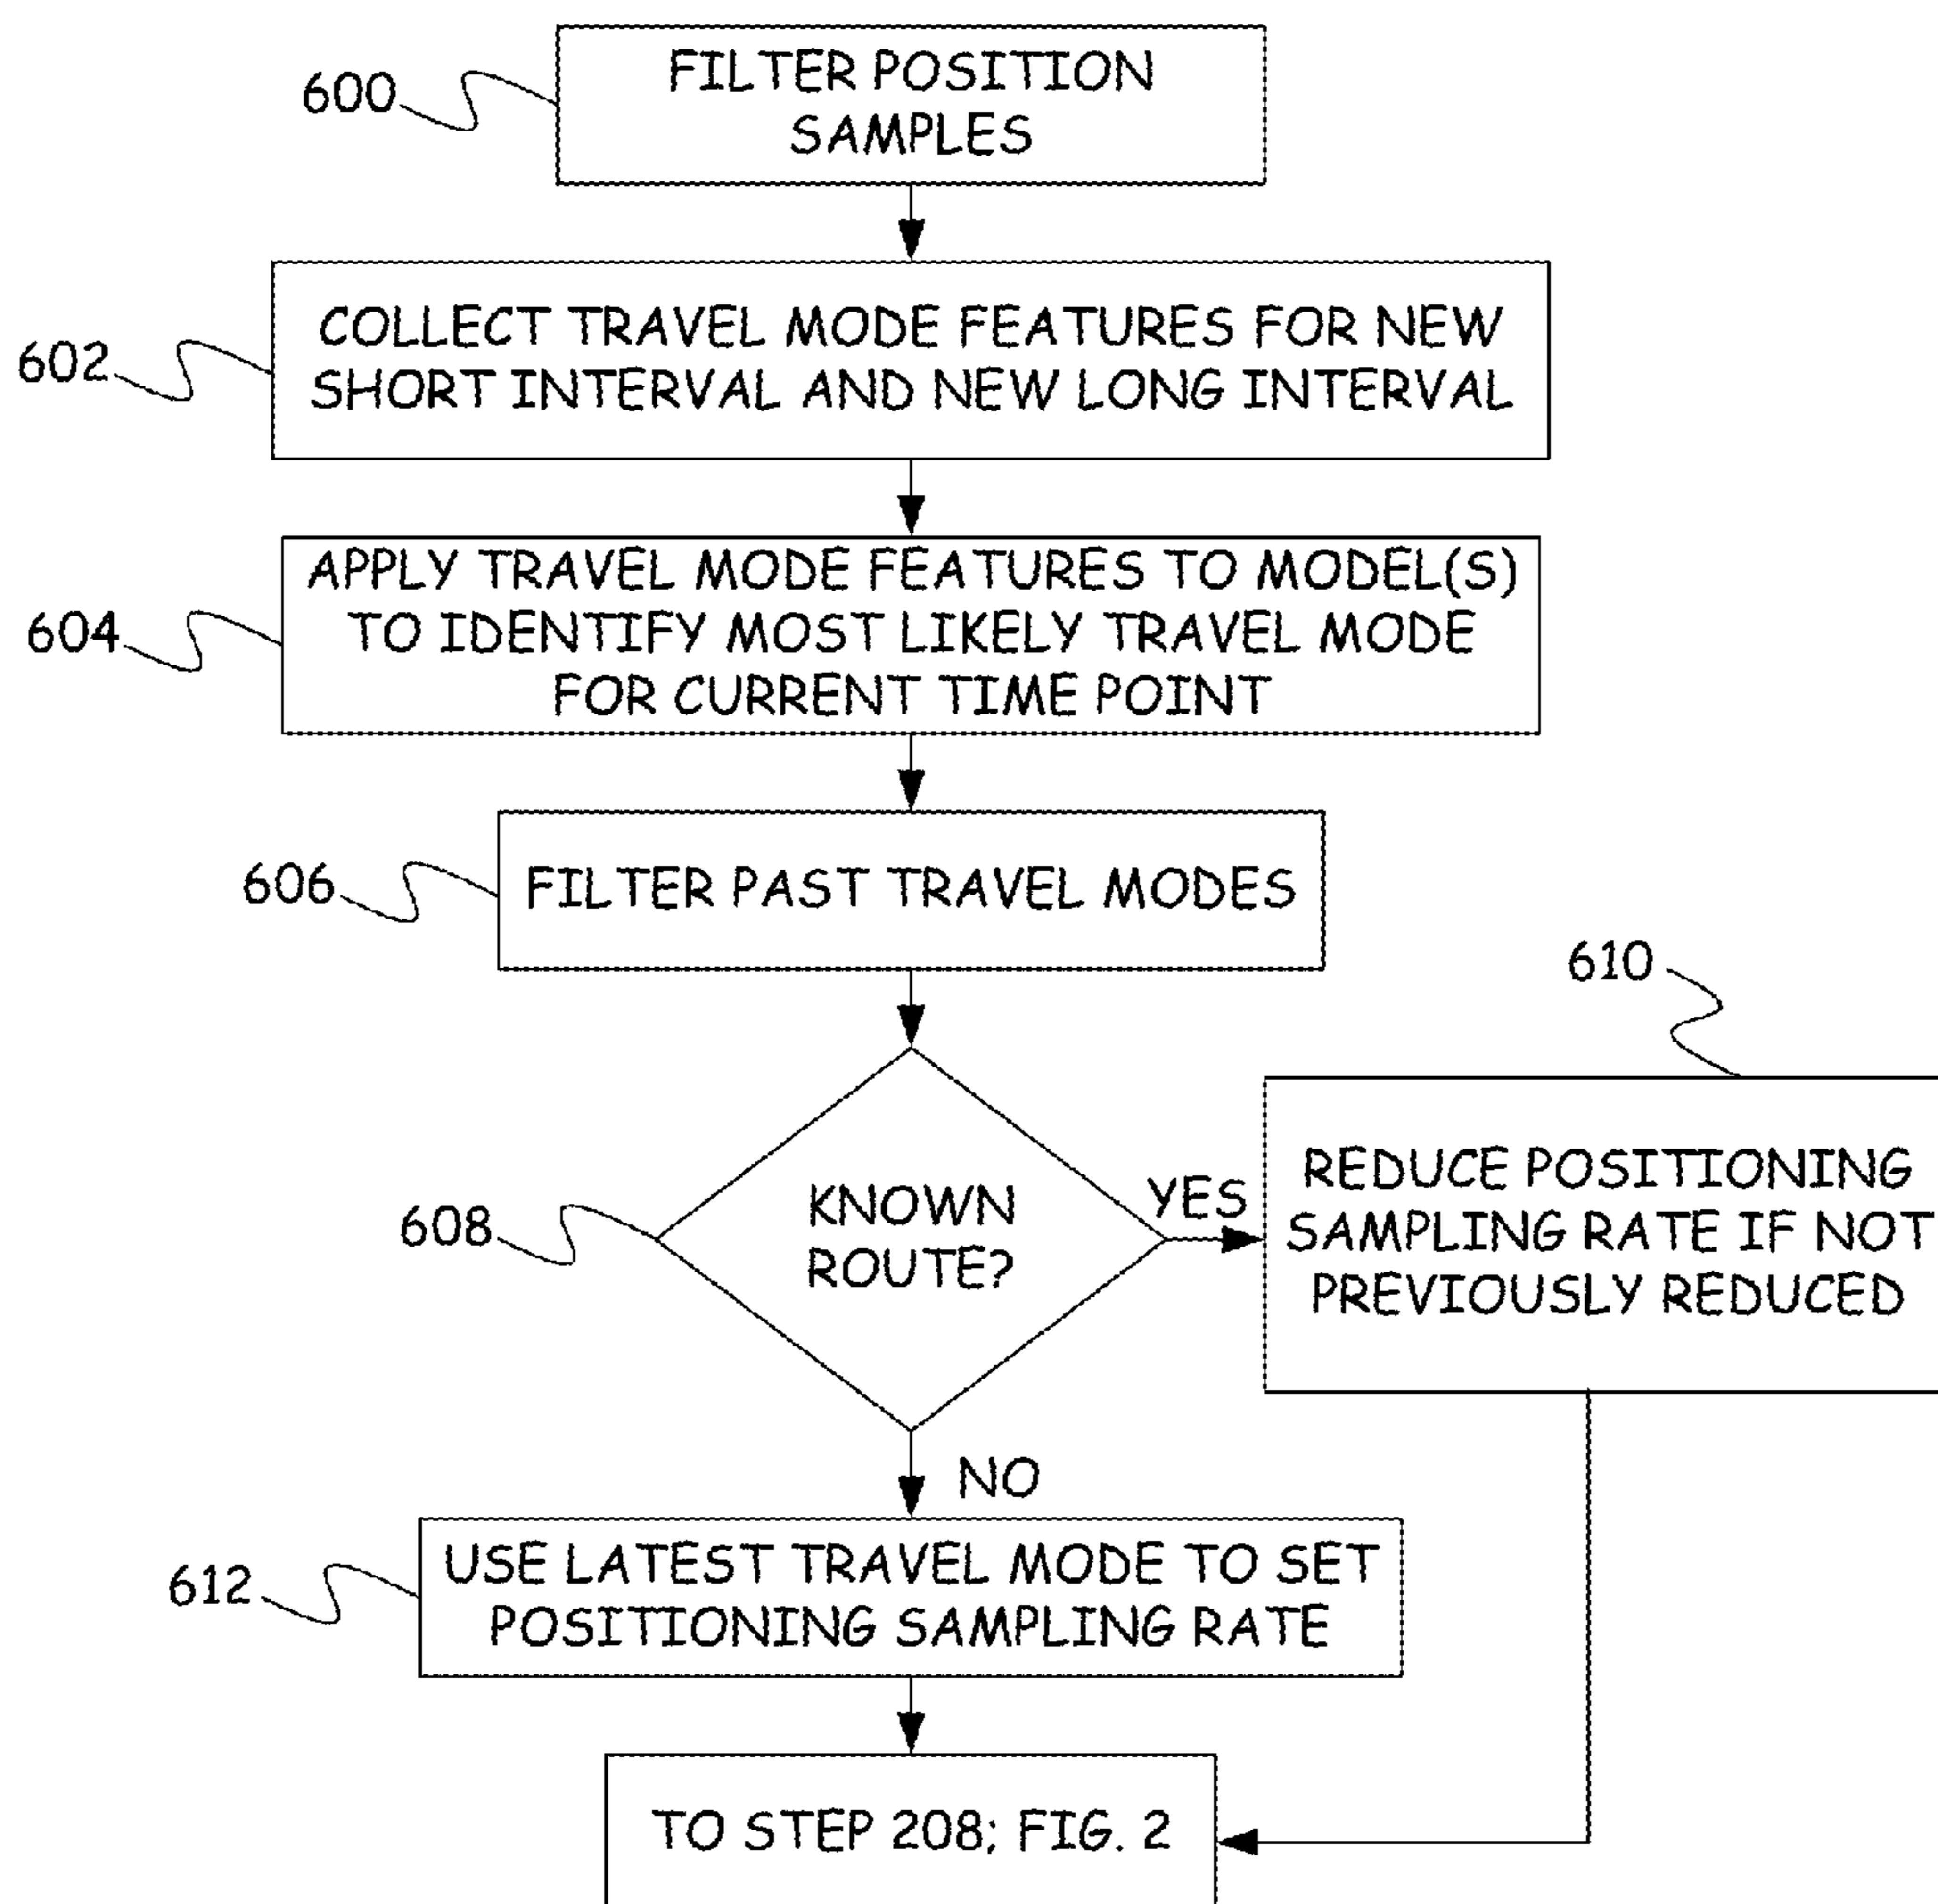 600
FILTER POSITION
SAMPLES
602
COLLECT TRAVEL MODE FEATURES FOR NEW
SHORT INTERVAL AND NEW LONG INTERVAL
604
APPLY TRAVEL MODE FEATURES TO MODEL(S)
TO IDENTIFY MOST LIKELY TRAVEL MODE
FOR CURRENT TIME POINT
606
FILTER PAST TRAVEL MODES
608
KNOWN
ROUTE?
YES
610
REDUCE POSITIONING
SAMPLING RATE IF NOT
PREVIOUSLY REDUCED
NO
612
USE LATEST TRAVEL MODE TO SET
POSITIONING SAMPLING RATE
TO STEP 208; FIG. 2